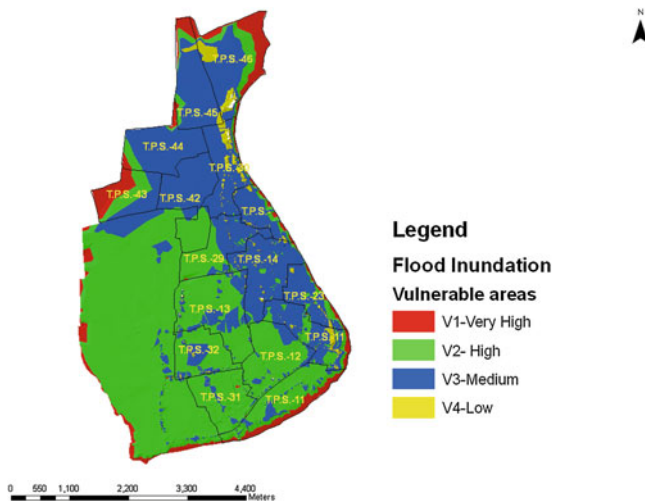 N
T.P.S.-46
T.P.S.-45
T.P.S.-44
T.P.S.-43
T.P.S.-42
T.P.S.
T.P.S.-29
T.P.S.-14
T.P.S.-23
T.P.S.-13
T.P.S.-11
T.P.S.-32
T.P.S.-12
T.P.S.-31
T.P.S.-11
Legend
Flood Inundation
Vulnerable areas
V1-Very High
V2- High
V3-Medium
V4-Low
0 550 1,100 2,200 3,300 4,400
Meters